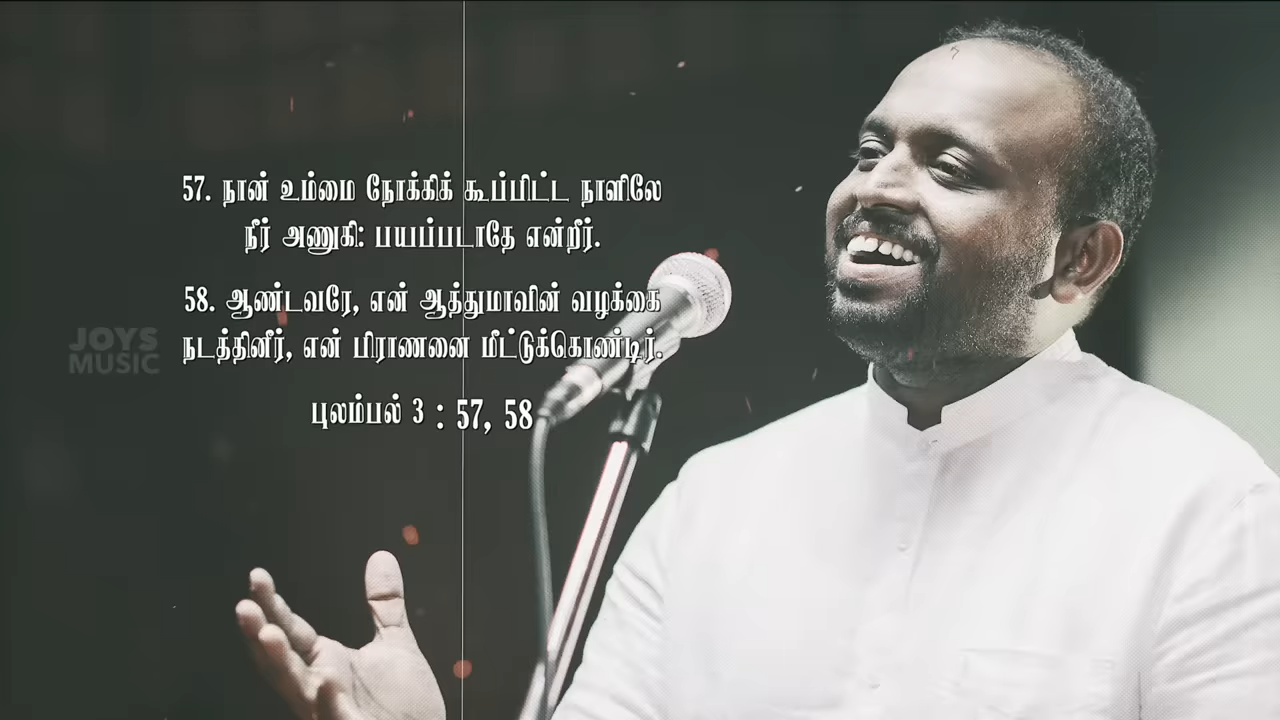 57. நான் உம்மை நோக்கிக் கூப்பிட்ட நாளிலே
நீர் அணுகி: பயப்படாதே என்றீர்.
58. ஆண்டவரே, என் ஆத்துமாவின் வழக்கை
நடத்தினீர், என் பிராணனை மீட்டுக்கொண்டீர்.
புலம்பல் 3 : 57, 58
JOYS
MUSIC